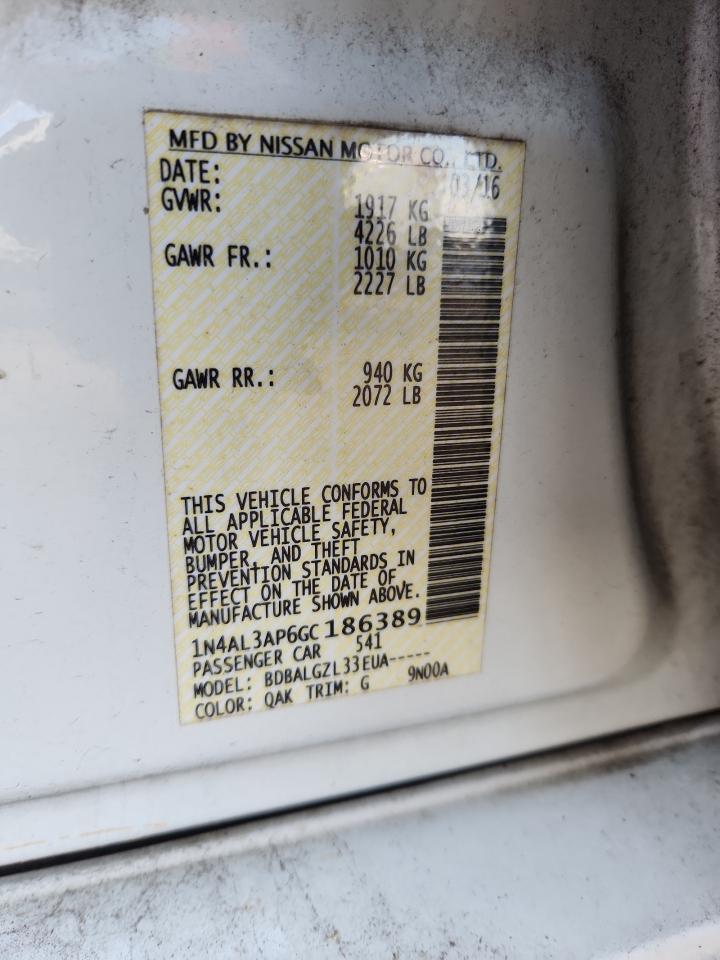 MFD BY NISSAN MOTOR CO., LTD.
DATE: 03/16
GVWR: 1917 KG
4226 LB
GAWR FR.: 1010 KG
2227 LB
GAWR RR.: 940 KG
2072 LB
THIS VEHICLE CONFORMS TO
ALL APPLICABLE FEDERAL
MOTOR VEHICLE SAFETY,
BUMPER, AND THEFT
PREVENTION STANDARDS IN
EFFECT ON THE DATE OF
MANUFACTURE SHOWN ABOVE.
1N4AL3AP6GC186389
PASSENGER CAR 541
MODEL: BDBALGZL33EUA-----
COLOR: QAK TRIM: G 9N00A